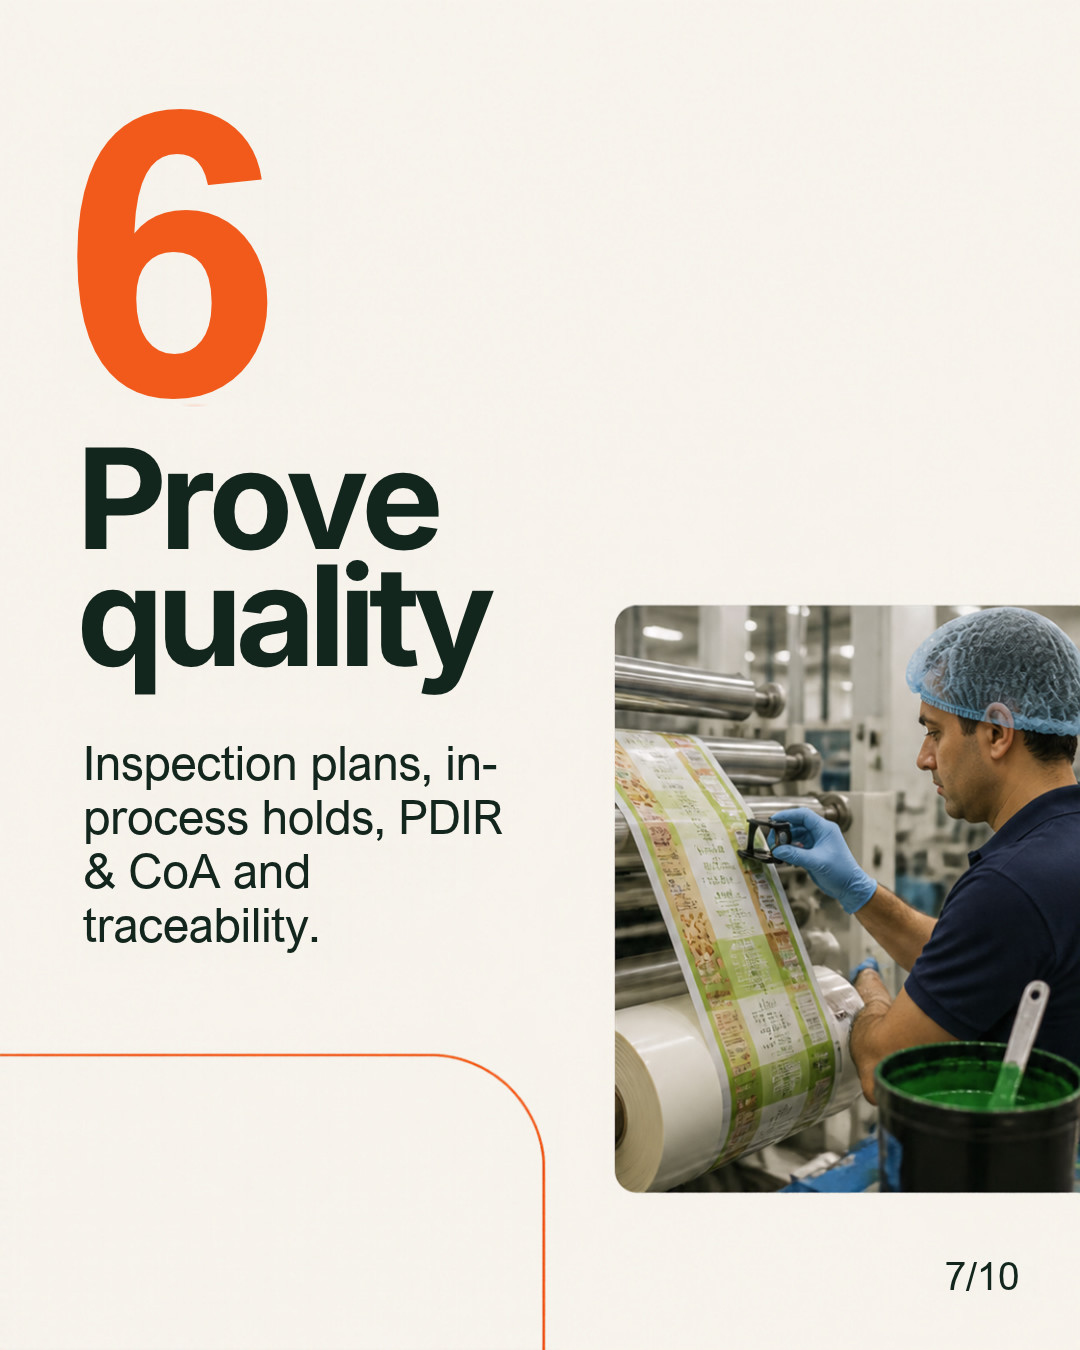 6
Prove
quality
Inspection plans, in-
process holds, PDIR
& CoA and
traceability.
7/10